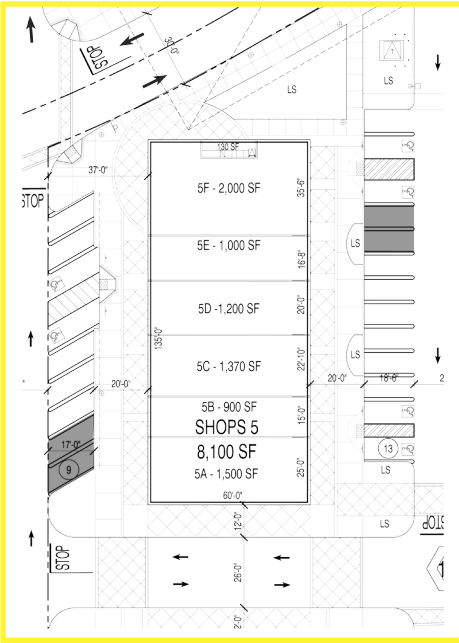 30'-0"
STOP
T
LS
130 SF
37'-0"
5F - 2,000 SF
35'-6"
STOP
5E - 1,000 SF
LS
16'-8"
5D -1,200 SF
20'-0"
135'-0"
5C - 1,370 SF
22'-10"
LS
20'-0"
20'-0"
18'-6"
2
5B - 900 SF
15'-0"
SHOPS 5
17'-0"
8,100 SF
13
9
5A - 1,500 SF
25'-0"
LS
60'-0"
12'-0"
LS
STOP
STOP
26'-0"
2'-0"